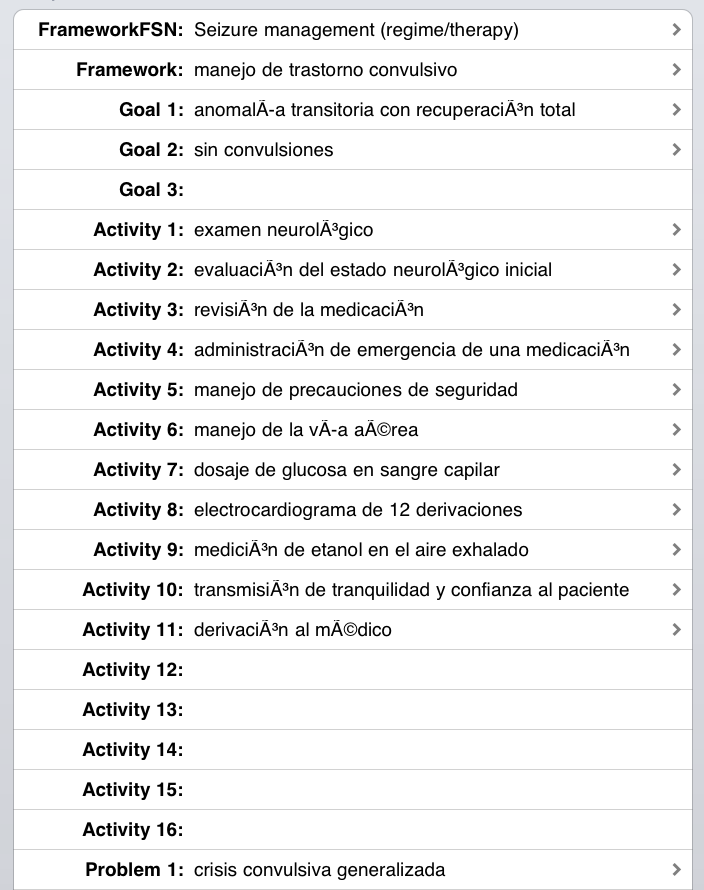 FrameworkFSN: Seizure management (regime/therapy)
Framework: manejo de trastorno convulsivo
Goal 1: anomalÃ-a transitoria con recuperaciÃ³n total
Goal 2: sin convulsiones
Goal 3:
Activity 1: examen neurolÃ³gico
Activity 2: evaluaciÃ³n del estado neurolÃ³gico inicial
Activity 3: revisiÃ³n de la medicaciÃ³n
Activity 4: administraciÃ³n de emergencia de una medicaciÃ³n
Activity 5: manejo de precauciones de seguridad
Activity 6: manejo de la vÃ-a aÃ©rea
Activity 7: dosaje de glucosa en sangre capilar
Activity 8: electrocardiograma de 12 derivaciones
Activity 9: mediciÃ³n de etanol en el aire exhalado
Activity 10: transmisiÃ³n de tranquilidad y confianza al paciente
Activity 11: derivaciÃ³n al mÃ©dico
Activity 12:
Activity 13:
Activity 14:
Activity 15:
Activity 16:
Problem 1: crisis convulsiva generalizada